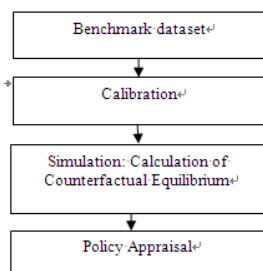 Benchmark dataset
Calibration
Simulation: Calculation of
Counterfactual Equilibrium
Policy Appraisal